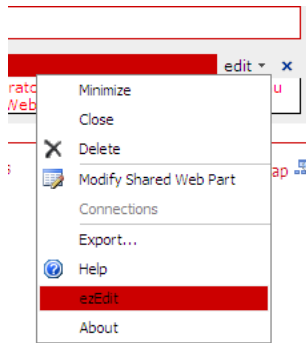 edit
Minimize
Close
Delete
Modify Shared Web Part
Connections
Export...
Help
ezEdit
About